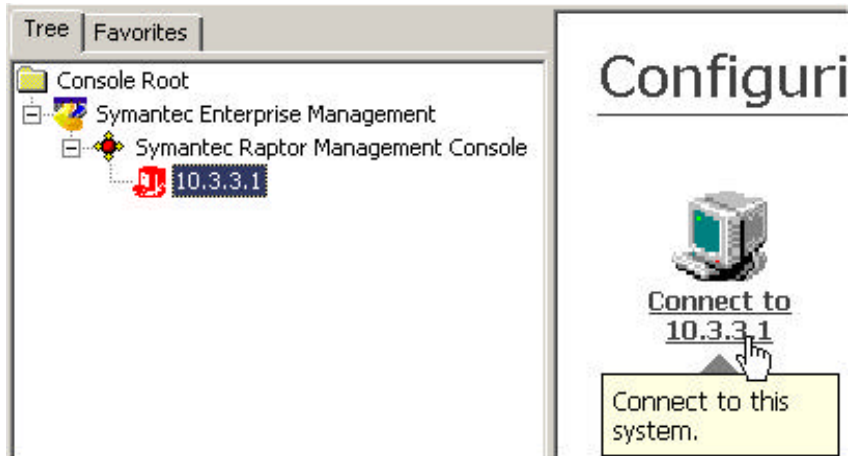 Tree
Favorites
Console Root
Symantec Enterprise Management
Symantec Raptor Management Console
10.3.3.1
Configuri
Connect to
10.3.3.1
Connect to this
system.